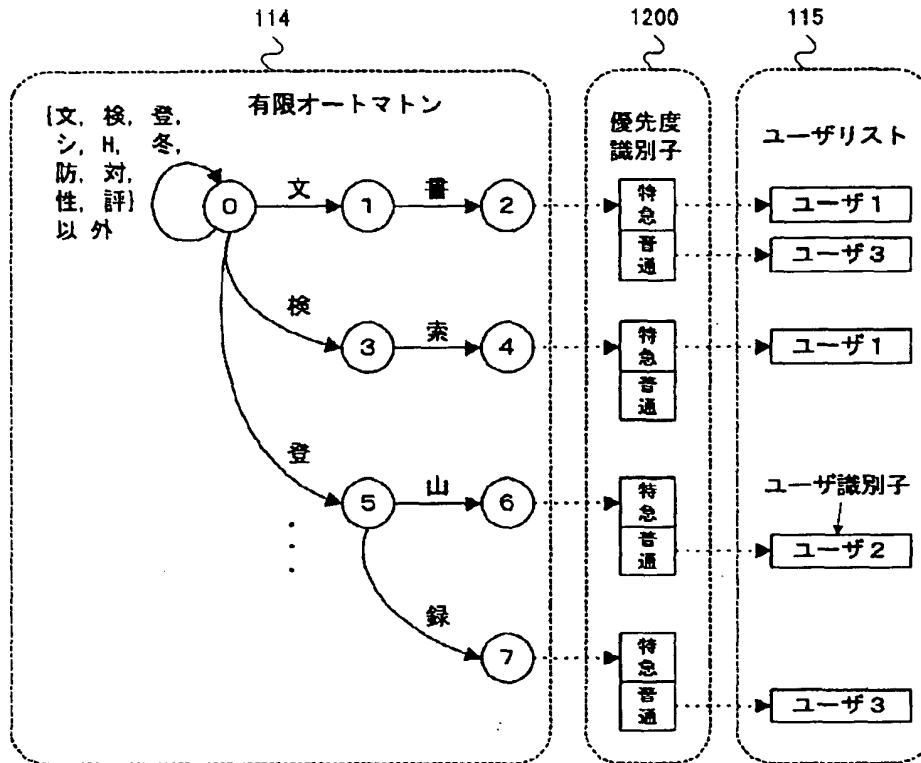 114
1200
115
有限オートマトン
{文, 検, 登,
シ, H, 冬,
防, 対,
性, 評}
以外
優先度
識別子
ユーザリスト
0
文
1
書
2
特急
普通
ユーザ1
ユーザ3
検
3
索
4
特急
普通
ユーザ1
登
5
山
6
特急
普通
ユーザ識別子
ユーザ2
録
7
特急
普通
ユーザ3